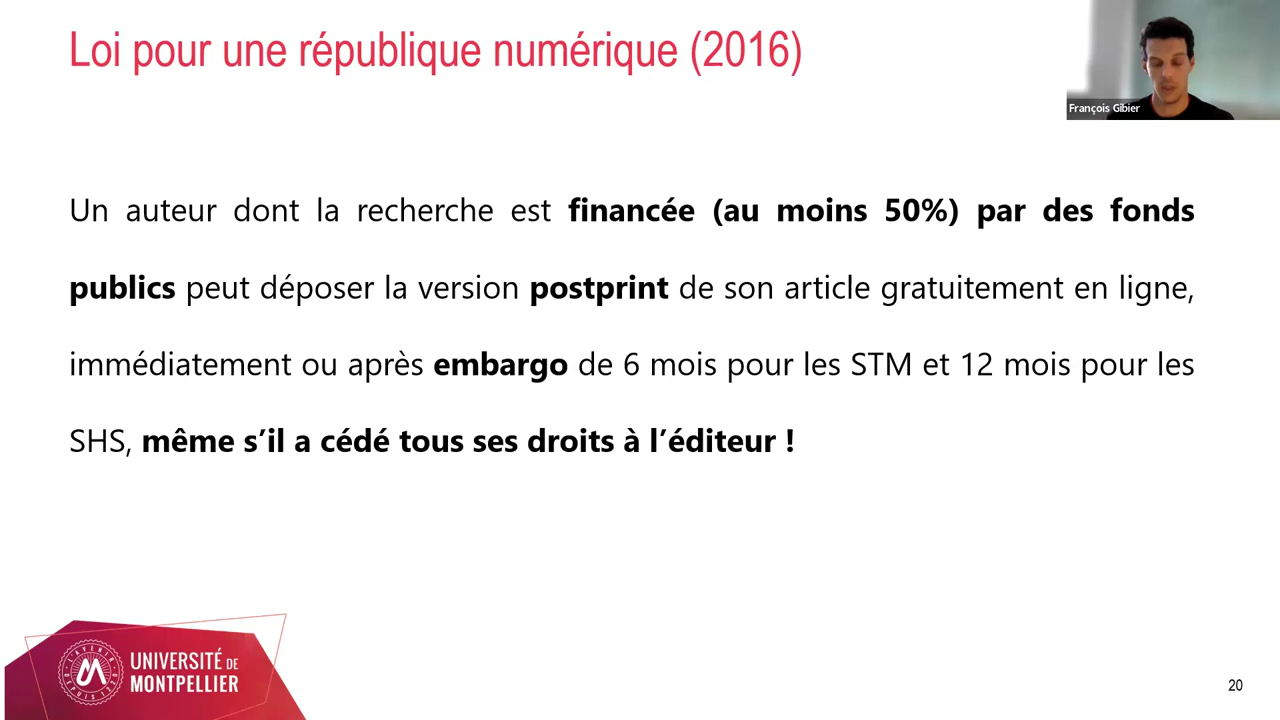 Loi pour une république numérique (2016)
François Gibier
Un auteur dont la recherche est financée (au moins 50%) par des fonds
publics peut déposer la version postprint de son article gratuitement en ligne,
immédiatement ou après embargo de 6 mois pour les STM et 12 mois pour les
SHS, même s’il a cédé tous ses droits à l’éditeur !
UNIVERSITÉ DE
MONTPELLIER
20